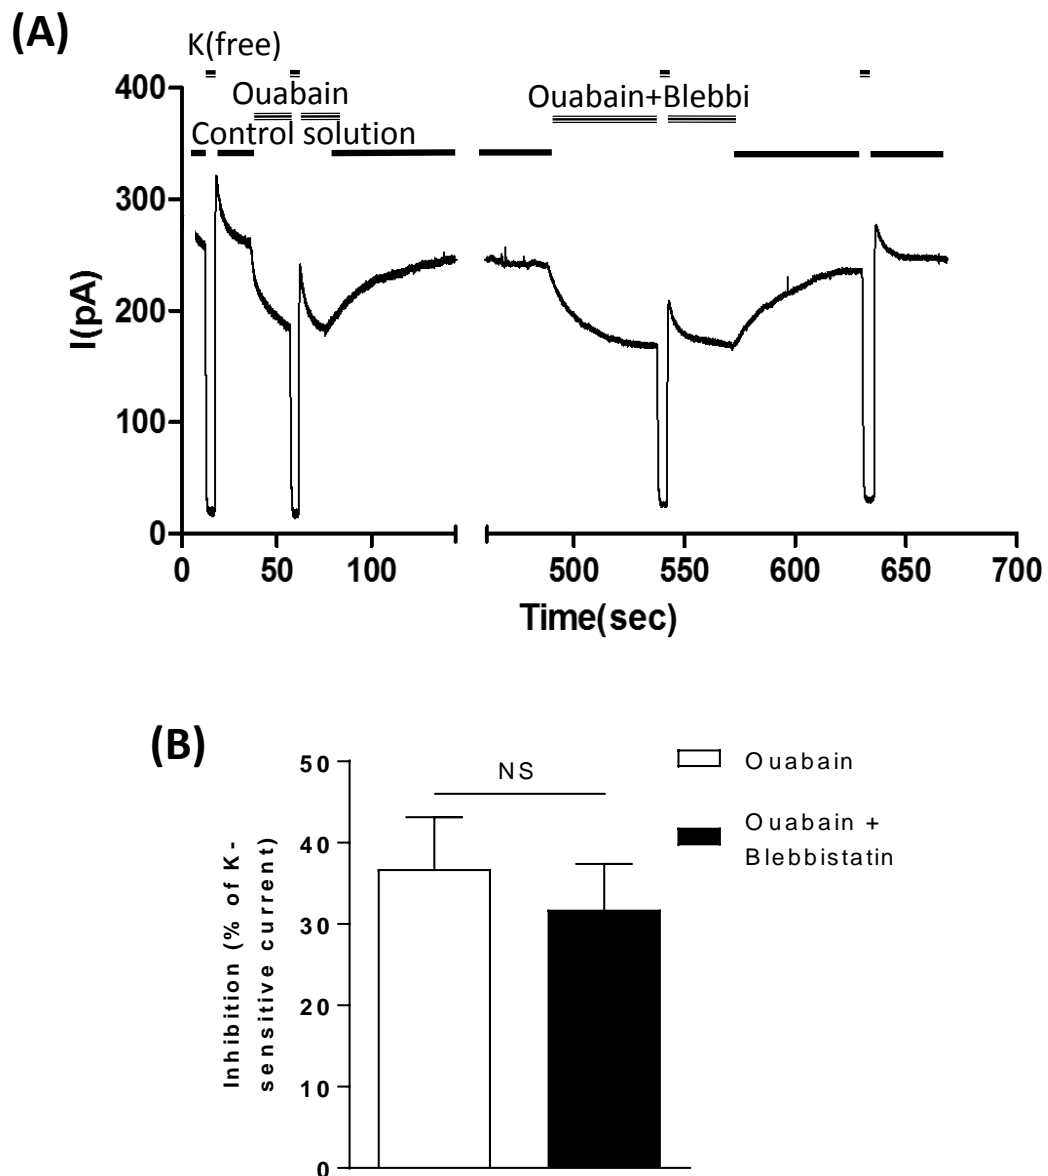 (A)
K(free)
Ouabain
Ouabain+Blebbi
Control solution
400
300
200
100
0
I(pA)
0 50 100 500 550 600 650 700
Time(sec)
(B)
50
40
30
20
10
0
Inhibition (% of K-
sensitive current)
NS
Ouabain
Ouabain +
Blebbistatin